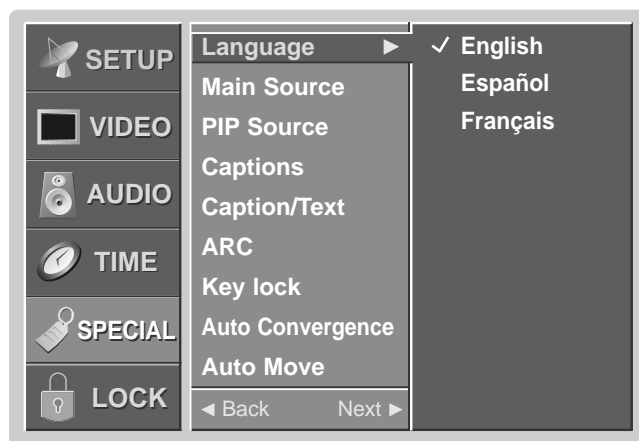 SETUP
VIDEO
AUDIO
TIME
SPECIAL
LOCK
Language ►
Main Source
PIP Source
Captions
Caption/Text
ARC
Key lock
Auto Convergence
Auto Move
◄ Back Next ►
✓ English
Español
Français